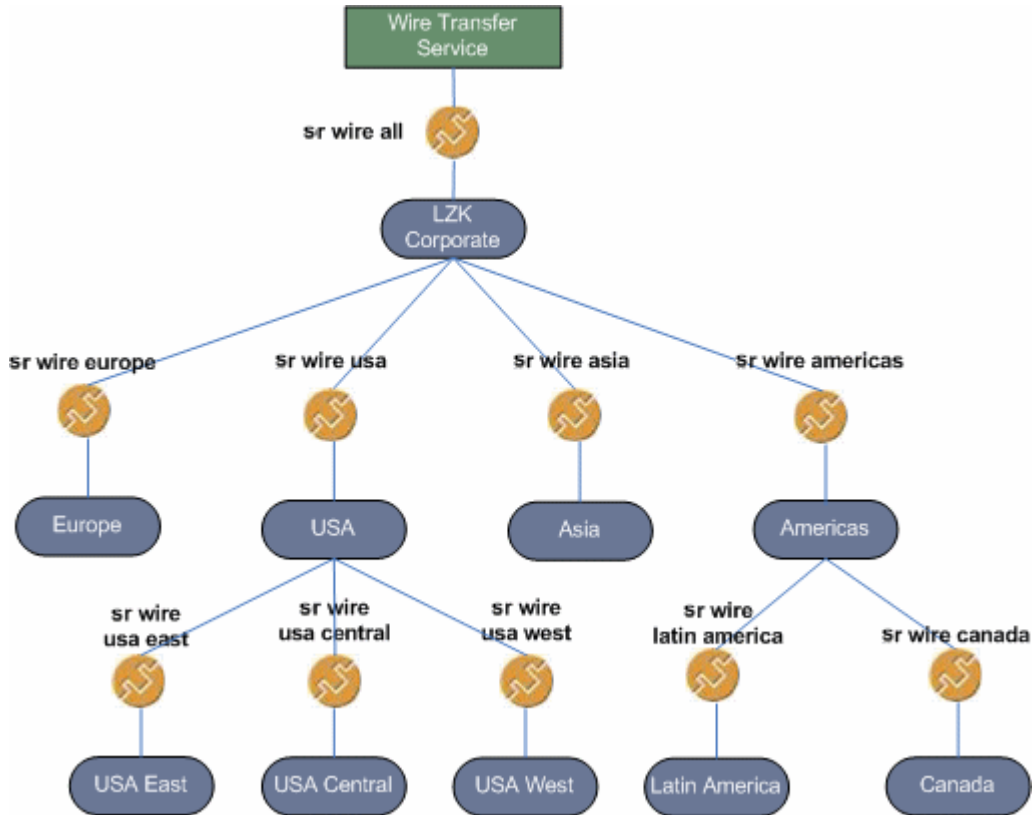 Wire Transfer
Service
sr wire all
LZK
Corporate
sr wire europe
sr wire usa
sr wire asia
sr wire americas
Europe
USA
Asia
Americas
sr wire
usa east
sr wire
usa central
sr wire
usa west
sr wire
latin america
sr wire canada
USA East
USA Central
USA West
Latin America
Canada